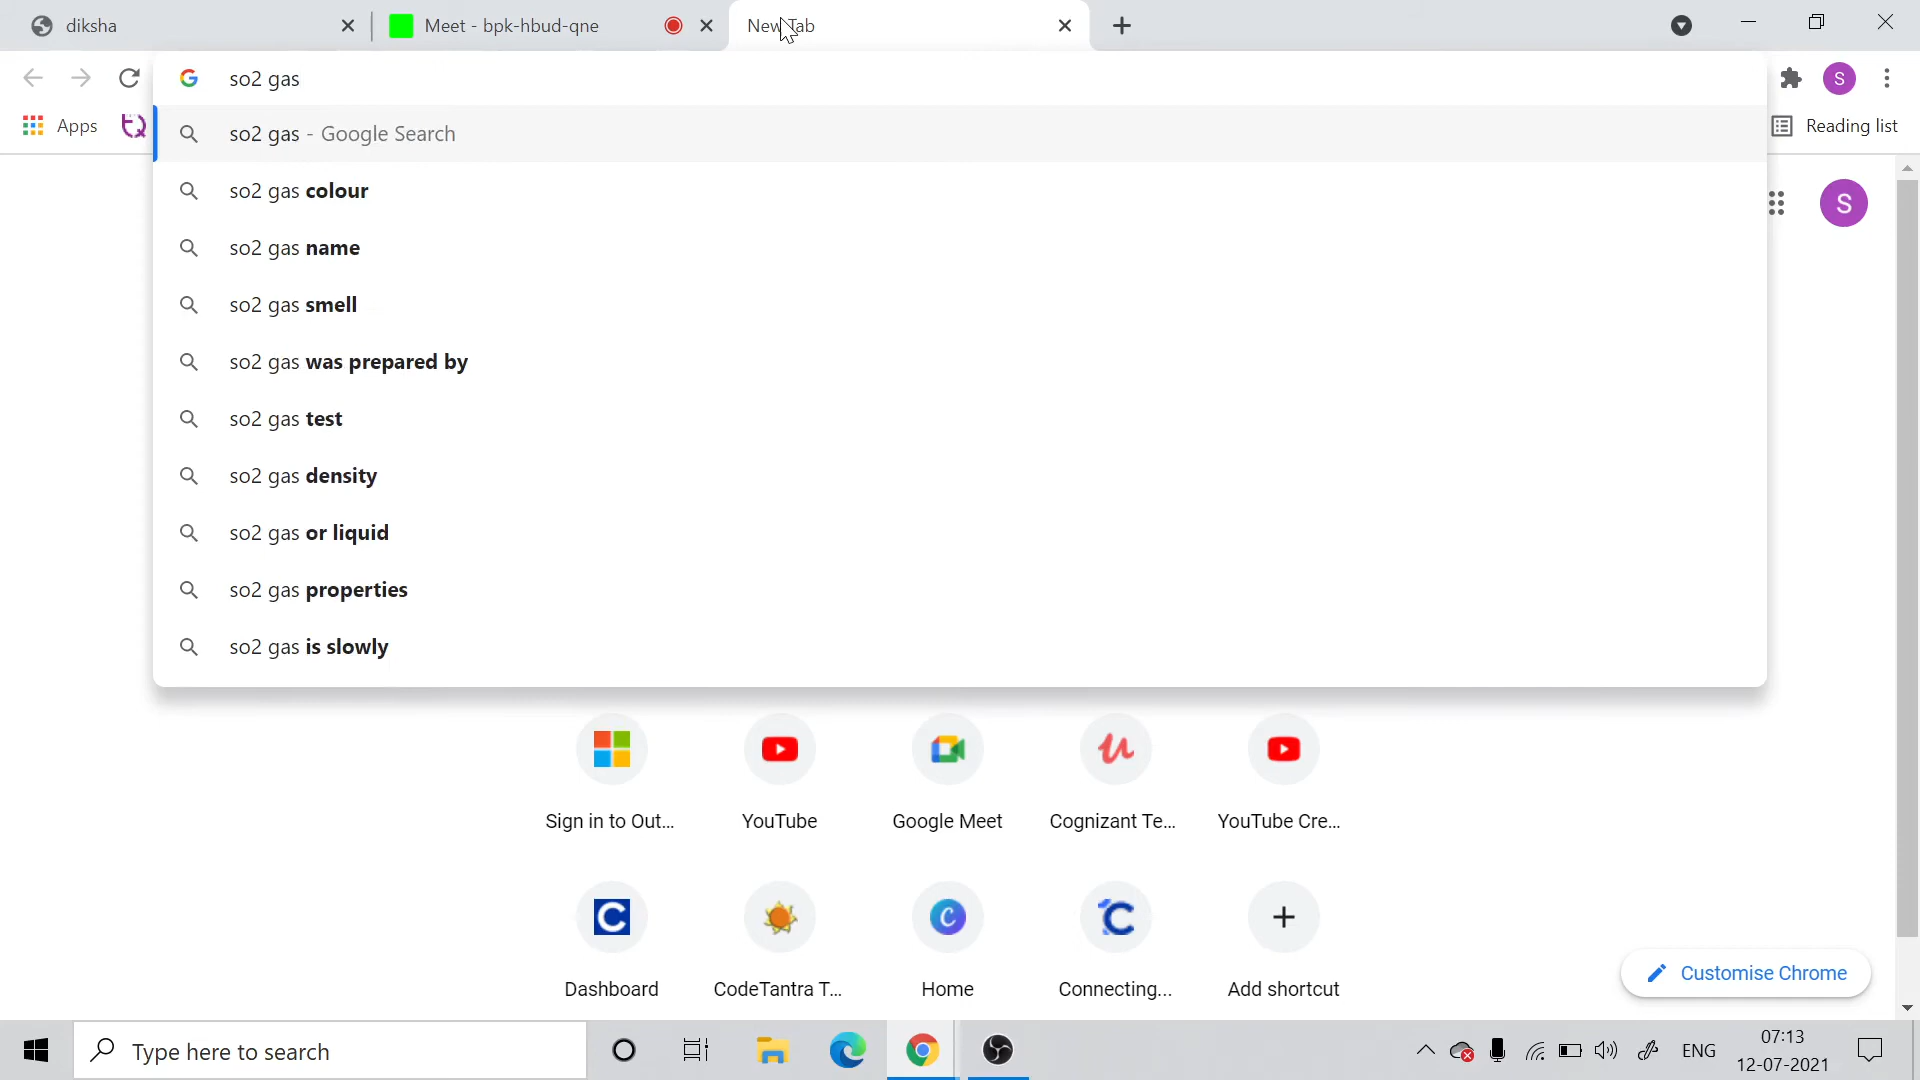 diksha
Meet - bpk-hbud-qne
New Tab
so2 gas
Apps
Reading list
S
so2 gas - Google Search
so2 gas colour
so2 gas name
so2 gas smell
so2 gas was prepared by
so2 gas test
so2 gas density
so2 gas or liquid
so2 gas properties
so2 gas is slowly
S
Sign in to Out...
YouTube
Google Meet
Cognizant Te...
YouTube Cre...
Dashboard
CodeTantra T...
Home
Connecting...
Add shortcut
Customise Chrome
Type here to search
ENG
07:13
12-07-2021